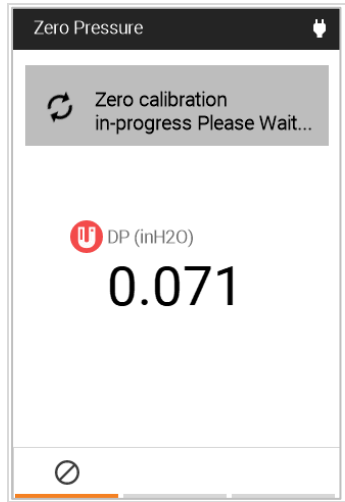 Zero Pressure
Zero calibration
in-progress Please Wait...
DP (inH2O)
0.071